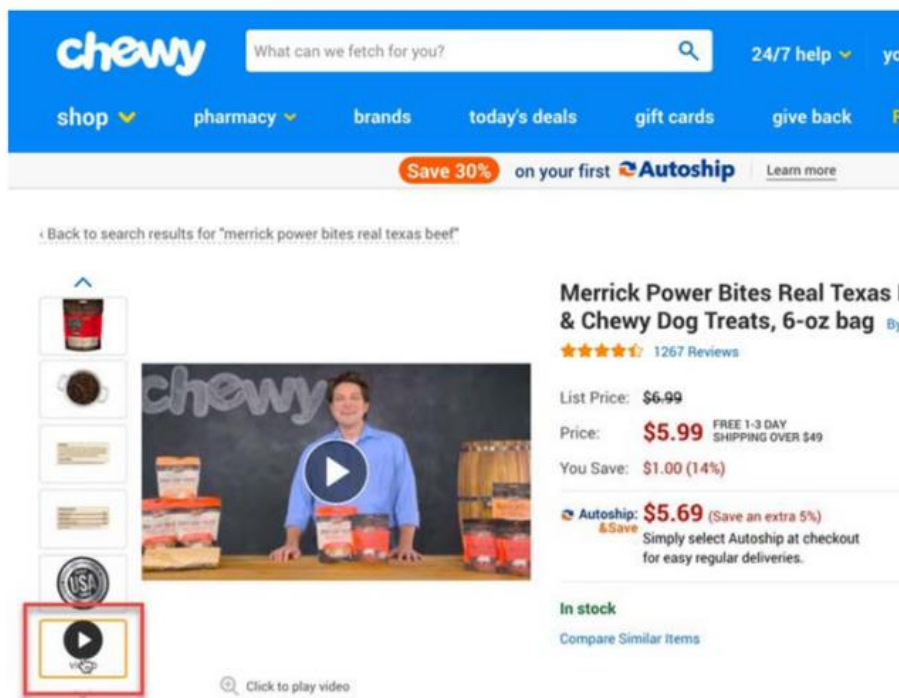 chewy
What can we fetch for you?
24/7 help
shop
pharmacy
brands
today's deals
gift cards
give back
Save 30% on your first Autoship Learn more
‹ Back to search results for "merrick power bites real texas beef"
Merrick Power Bites Real Texas
& Chewy Dog Treats, 6-oz bag By
1267 Reviews
List Price: $6.99
Price: $5.99 FREE 1-3 DAY
SHIPPING OVER $49
You Save: $1.00 (14%)
Autoship: $5.69 (Save an extra 5%)
&Save
Simply select Autoship at checkout
for easy regular deliveries.
In stock
Compare Similar Items
chewy
USA
Click to play video